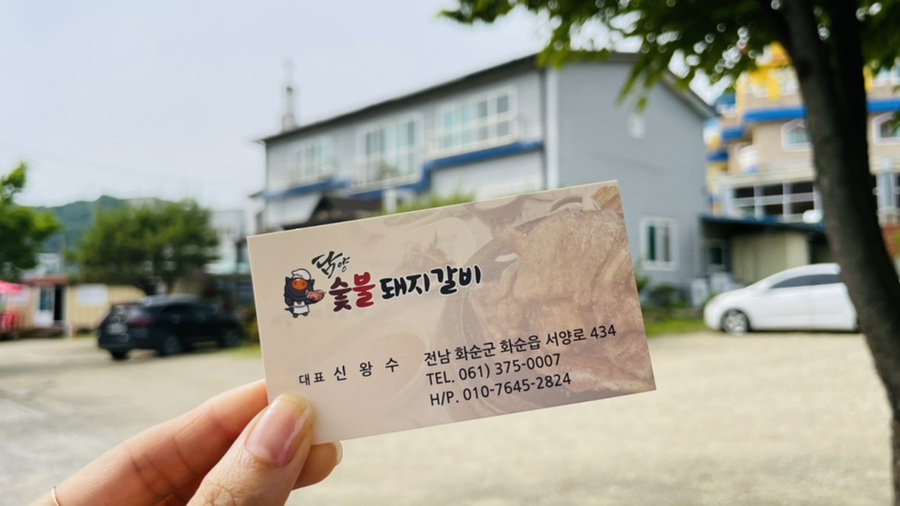 담양
숯불 돼지갈비
대표 신 왕 수
전남 화순군 화순읍 서양로 434
TEL. 061) 375-0007
H/P. 010-7645-2824